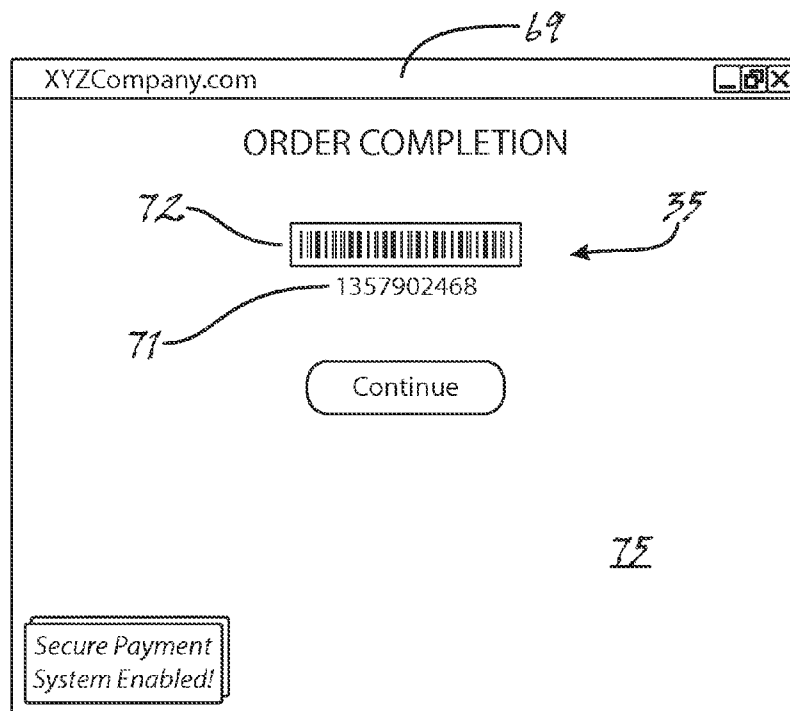 69
XYZCompany.com
ORDER COMPLETION
72
35
1357902468
71
Continue
75
Secure Payment
System Enabled!